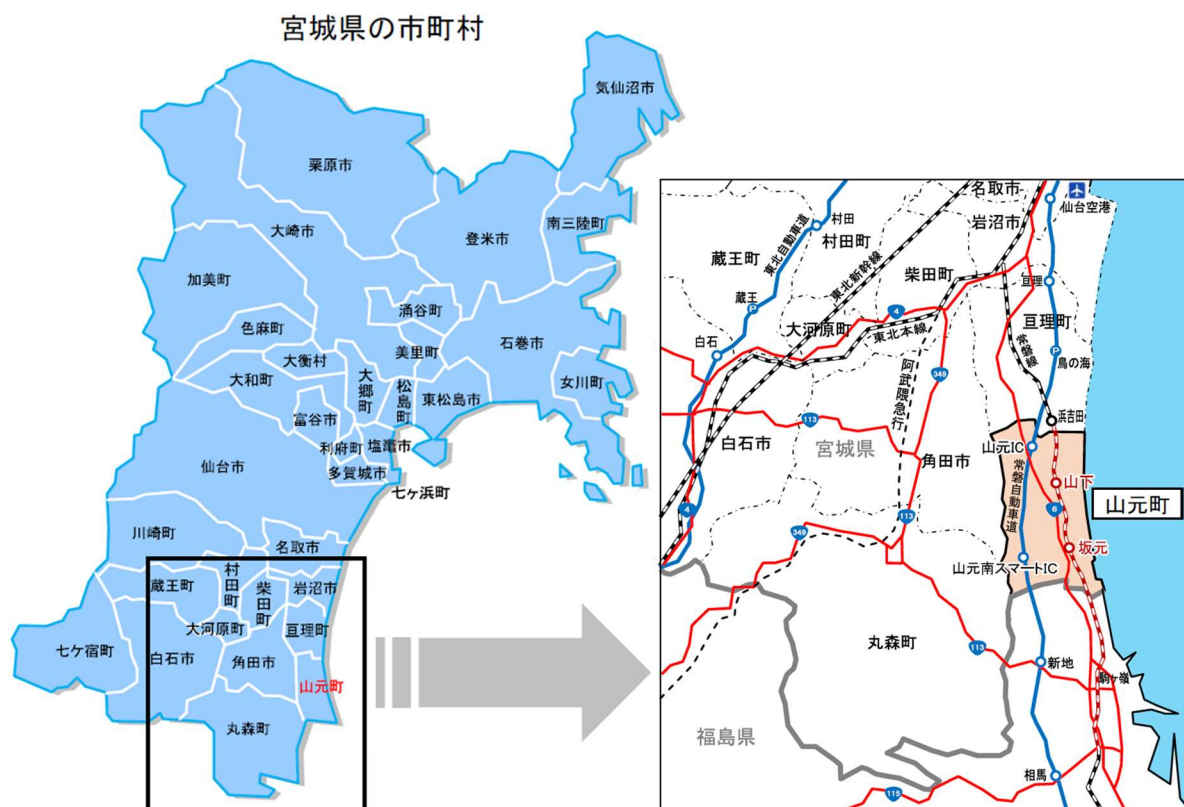 宮城県の市町村
気仙沼市
栗原市
南三陸町
大崎市
登米市
加美町
涌谷町
色麻町
石巻市
美里町
大衡村
大郷町
松島町
女川町
大和町
東松島市
富谷市
利府町
塩竈市
仙台市
多賀城市
七ヶ浜町
川崎町
名取市
蔵王町
村田町
柴田町
岩沼市
大河原町
亘理町
七ケ宿町
白石市
角田市
山元町
丸森町
名取市
仙台空港
岩沼市
村田
村田町
東北自動車道
蔵王町
東北新幹線
柴田町
亘理
蔵王
P
4
大河原町
東北本線
亘理町
白石
常磐線
P
鳥の海
阿武隈急行
349
浜吉田
113
白石市
宮城県
角田市
山元IC
山下
常磐自動車道
6
山元町
4
113
349
坂元
山元南スマートIC
丸森町
113
新地
駒ヶ嶺
福島県
相馬
115